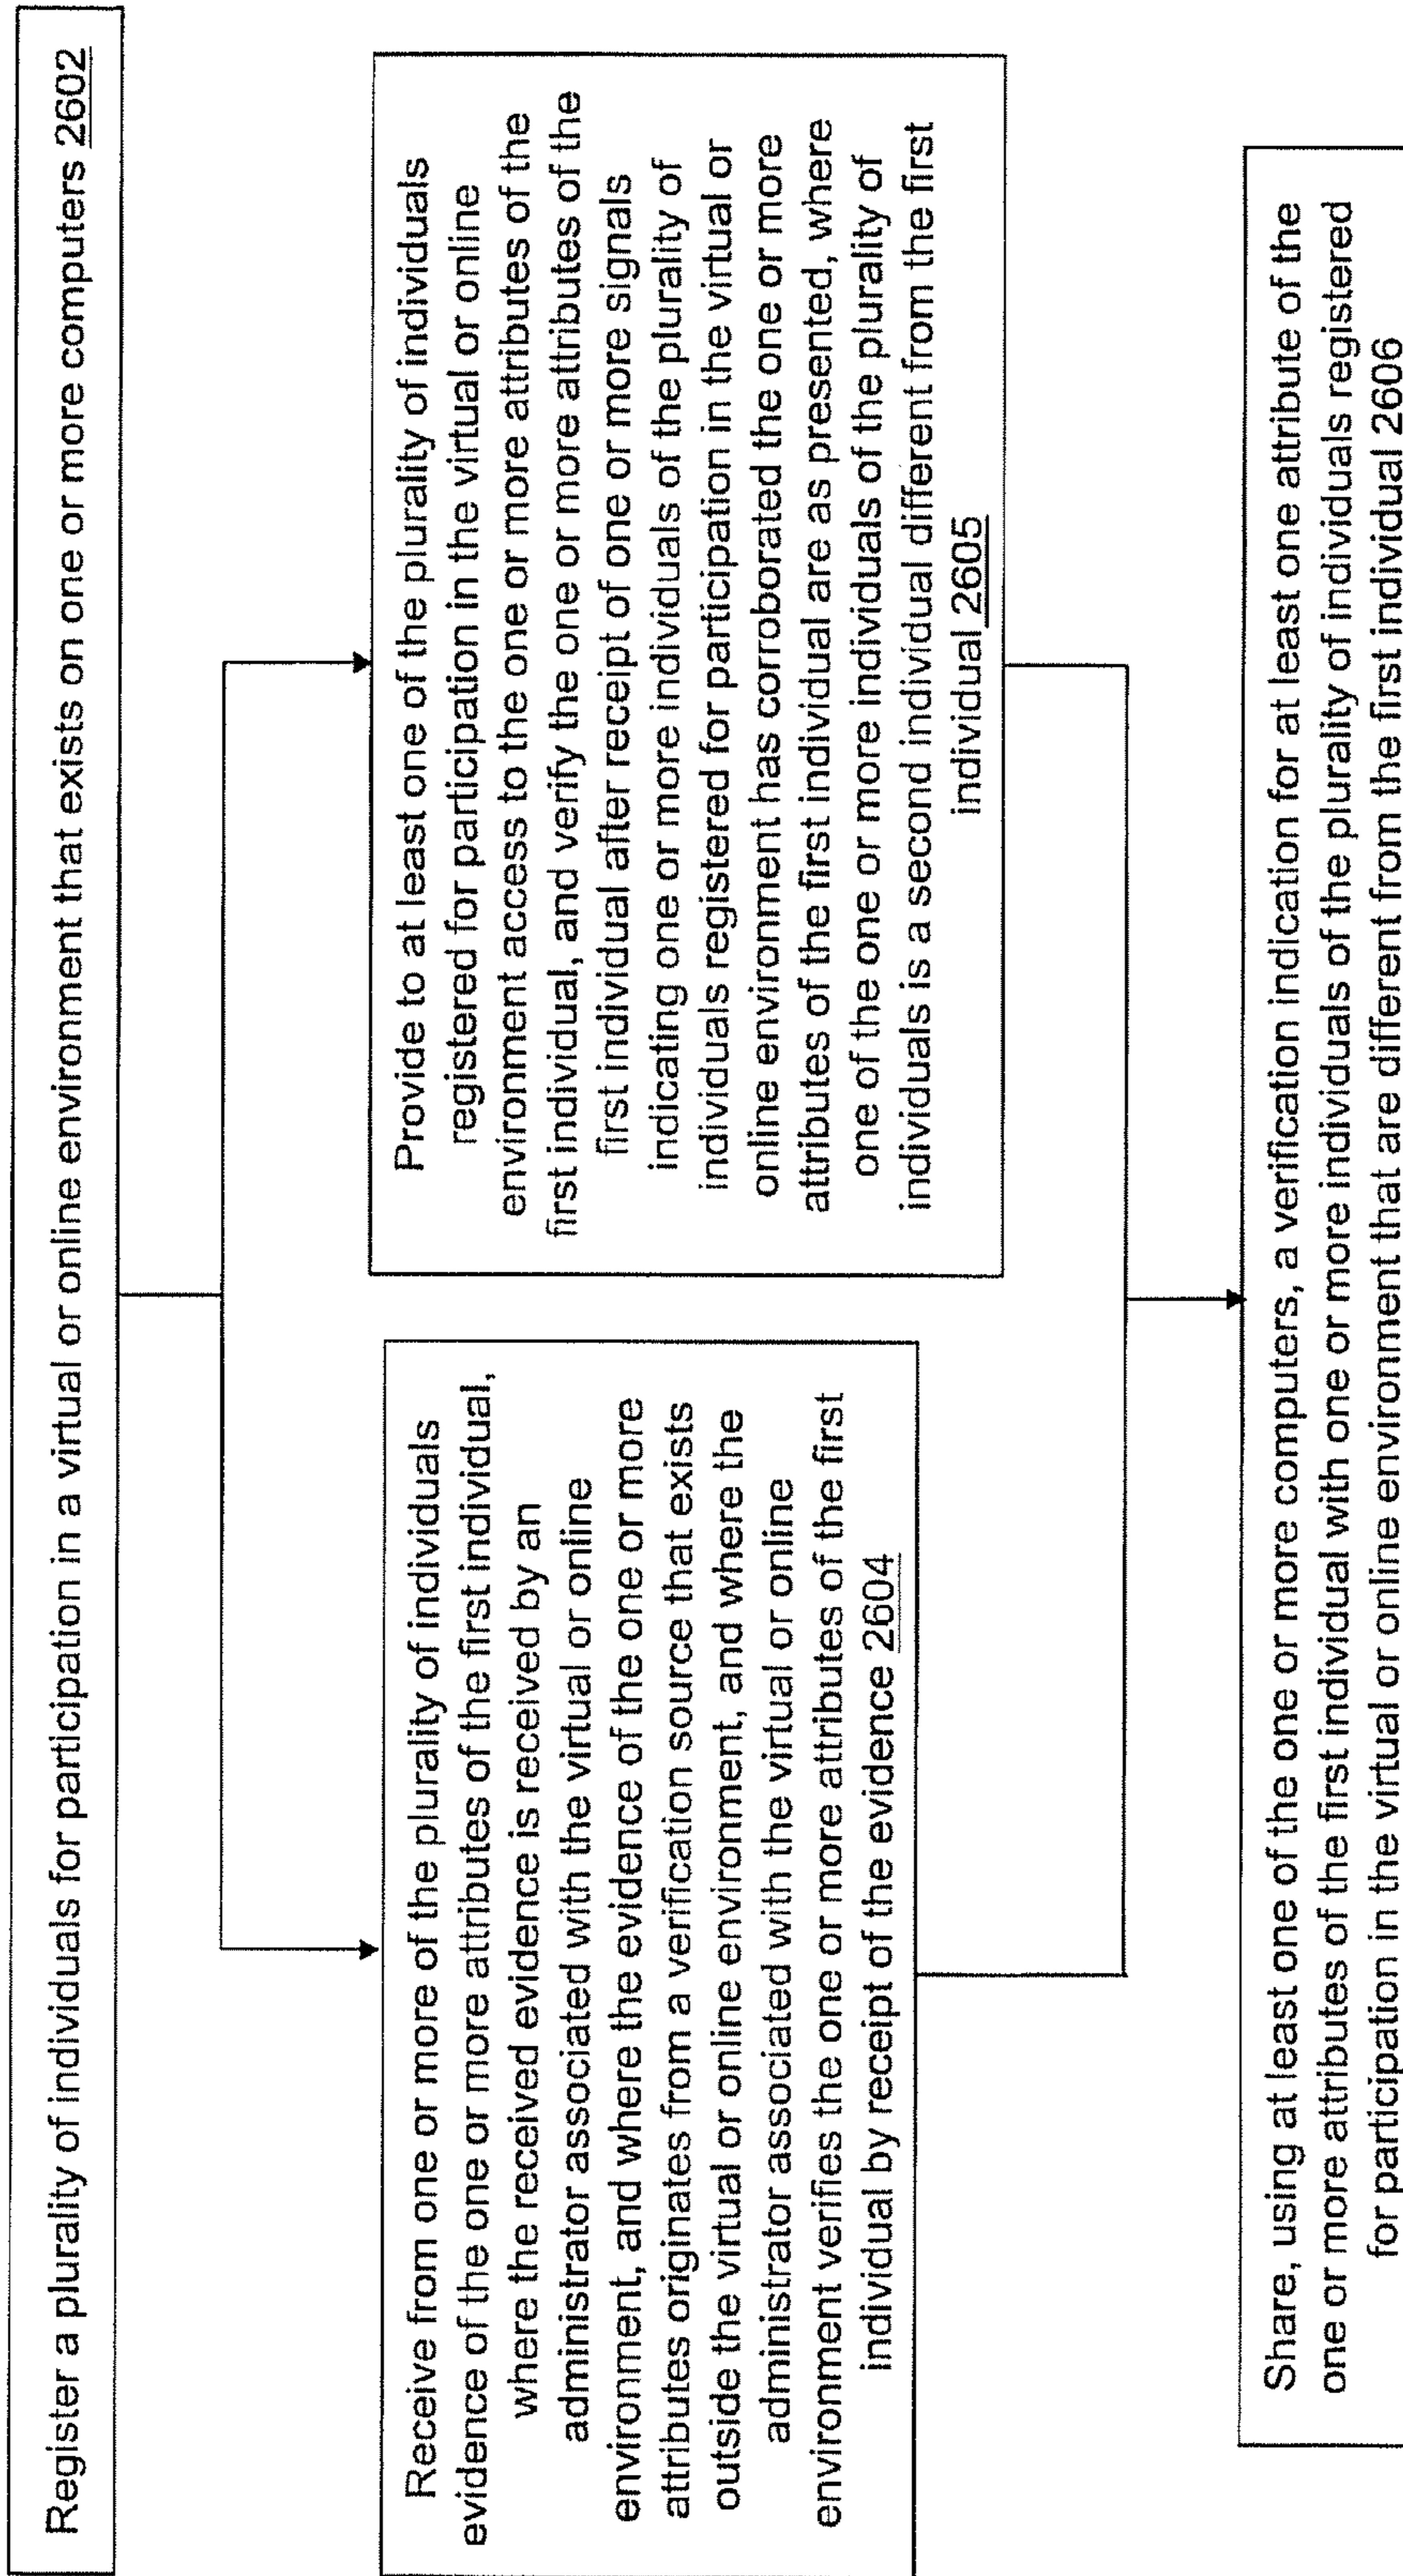 Register a plurality of individuals for participation in a virtual or online environment that exists on one or more computers 2602
Receive from one or more of the plurality of individuals
evidence of the one or more attributes of the first individual,
where the received evidence is received by an
administrator associated with the virtual or online
environment, and where the evidence of the one or more
attributes originates from a verification source that exists
outside the virtual or online environment, and where the
administrator associated with the virtual or online
environment verifies the one or more attributes of the first
individual by receipt of the evidence 2604
Provide to at least one of the plurality of individuals
registered for participation in the virtual or online
environment access to the one or more attributes of the
first individual, and verify the one or more attributes of the
first individual after receipt of one or more signals
indicating one or more individuals of the plurality of
individuals registered for participation in the virtual or
online environment has corroborated the one or more
attributes of the first individual are as presented, where
one of the one or more individuals of the plurality of
individuals is a second individual different from the first
individual 2605
Share, using at least one of the one or more computers, a verification indication for at least one attribute of the
one or more attributes of the first individual with one or more individuals of the plurality of individuals registered
for participation in the virtual or online environment that are different from the first individual 2606